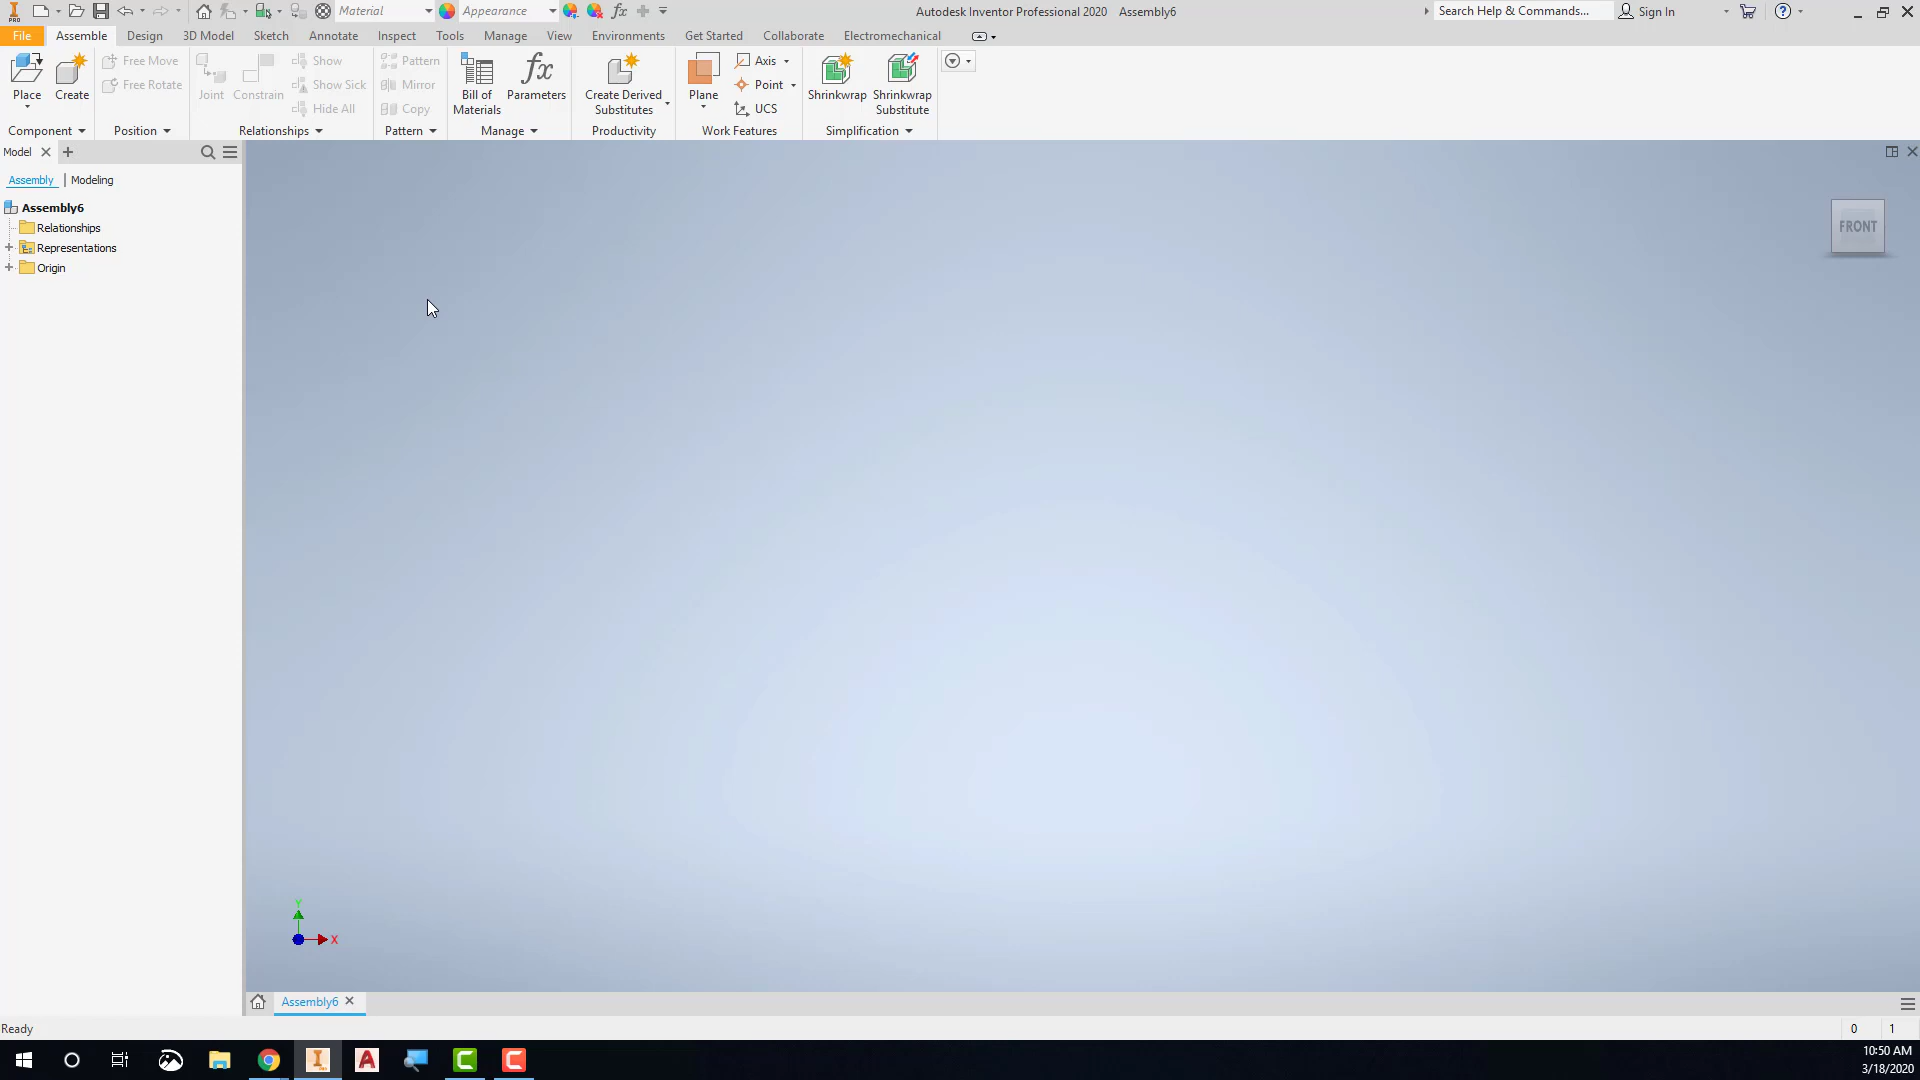 Material
Appearance
fx
Autodesk Inventor Professional 2020 Assembly6
Search Help & Commands...
Sign In
File Assemble Design 3D Model Sketch Annotate Inspect Tools Manage View Environments Get Started Collaborate Electromechanical
Place
Create
Component
Free Move
Free Rotate
Position
Joint
Constrain
Show
Show Sick
Hide All
Relationships
Pattern
Mirror
Copy
Pattern
Bill of
Materials
fx
Parameters
Manage
Create Derived
Substitutes
Productivity
Plane
Axis
Point
UCS
Work Features
Shrinkwrap
Shrinkwrap
Substitute
Simplification
Model
Assembly | Modeling
Assembly6
Relationships
Representations
Origin
FRONT
Y
X
Assembly6
Ready
0 1
10:50 AM
3/18/2020